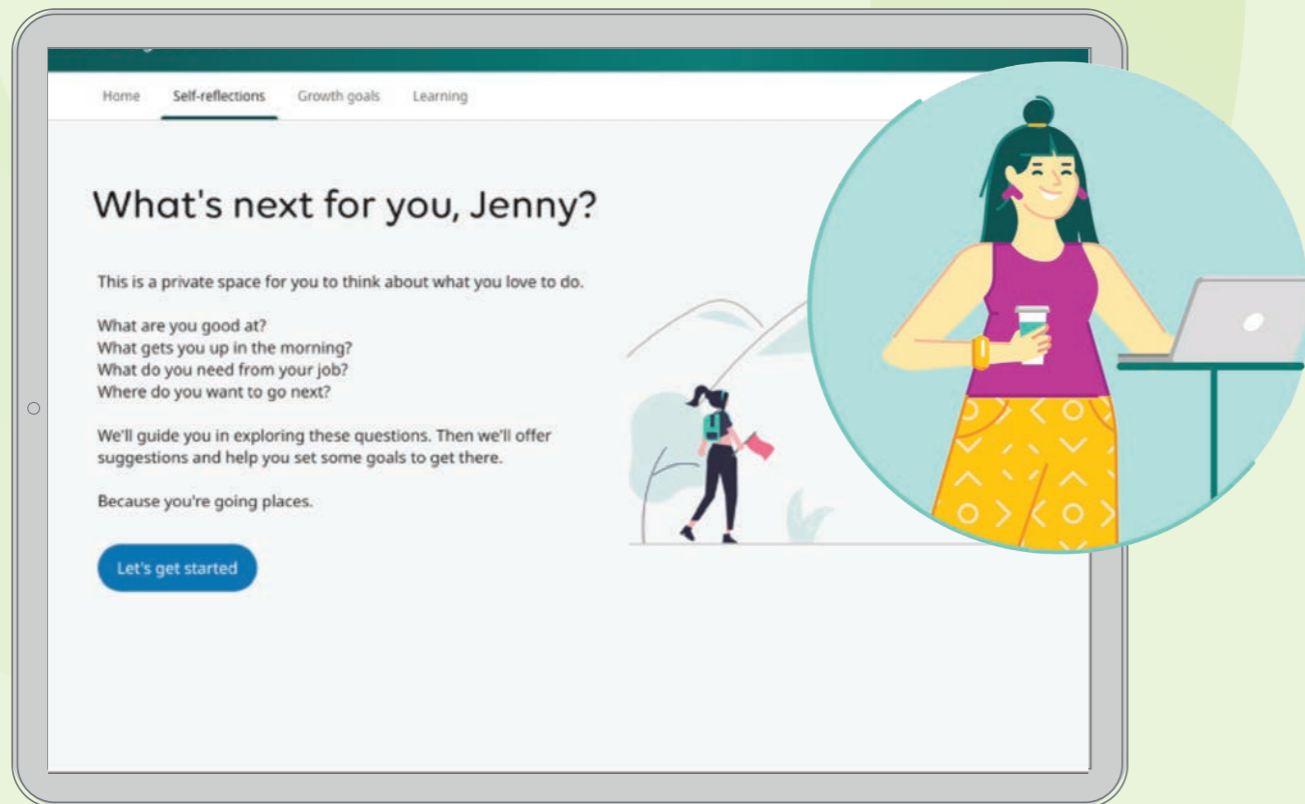 Home
Self-reflections
Growth goals
Learning
What's next for you, Jenny?
This is a private space for you to think about what you love to do.
What are you good at?
What gets you up in the morning?
What do you need from your job?
Where do you want to go next?
We'll guide you in exploring these questions. Then we'll offer
suggestions and help you set some goals to get there.
Because you're going places.
Let's get started